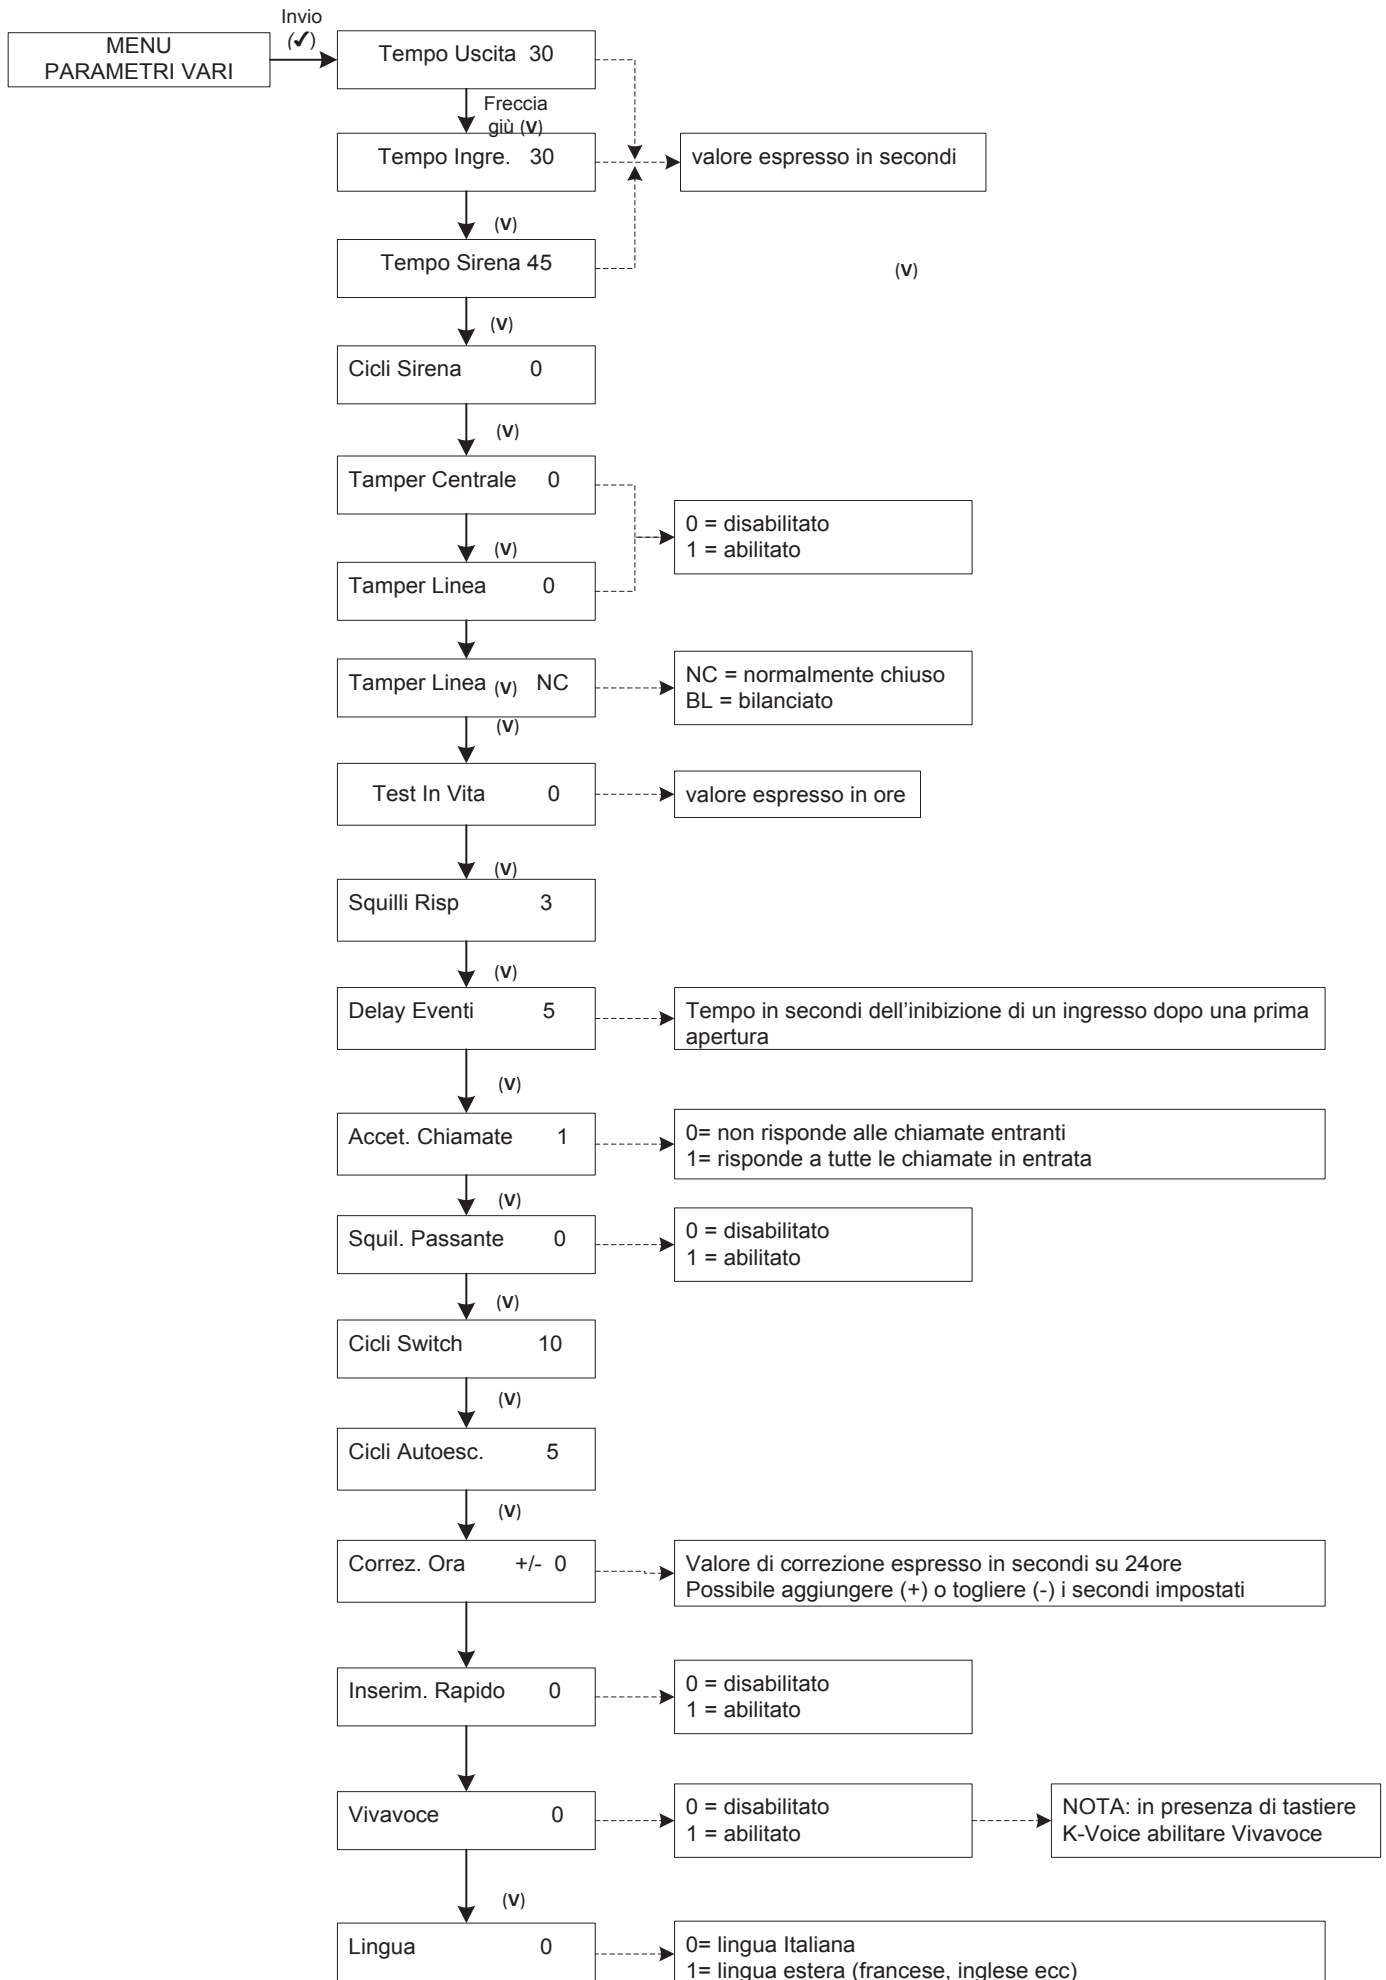 Invio
(✓)
MENU
PARAMETRI VARI
Tempo Uscita 30
Freccia
giù (V)
Tempo Ingre. 30
valore espresso in secondi
(V)
Tempo Sirena 45
(V)
(V)
Cicli Sirena 0
(V)
Tamper Centrale 0
0 = disabilitato
1 = abilitato
(V)
Tamper Linea 0
Tamper Linea (V) NC
NC = normalmente chiuso
BL = bilanciato
(V)
Test In Vita 0
valore espresso in ore
(V)
Squilli Risp 3
(V)
Delay Eventi 5
Tempo in secondi dell'inibizione di un ingresso dopo una prima
apertura
(V)
Accet. Chiamate 1
0= non risponde alle chiamate entranti
1= risponde a tutte le chiamate in entrata
(V)
Squil. Passante 0
0 = disabilitato
1 = abilitato
(V)
Cicli Switch 10
(V)
Cicli Autoesc. 5
(V)
Correz. Ora +/- 0
Valore di correzione espresso in secondi su 24ore
Possibile aggiungere (+) o togliere (-) i secondi impostati
Inserim. Rapido 0
0 = disabilitato
1 = abilitato
Vivavoce 0
0 = disabilitato
1 = abilitato
NOTA: in presenza di tastiere
K-Voice abilitare Vivavoce
(V)
Lingua 0
0= lingua Italiana
1= lingua estera (francese, inglese ecc)